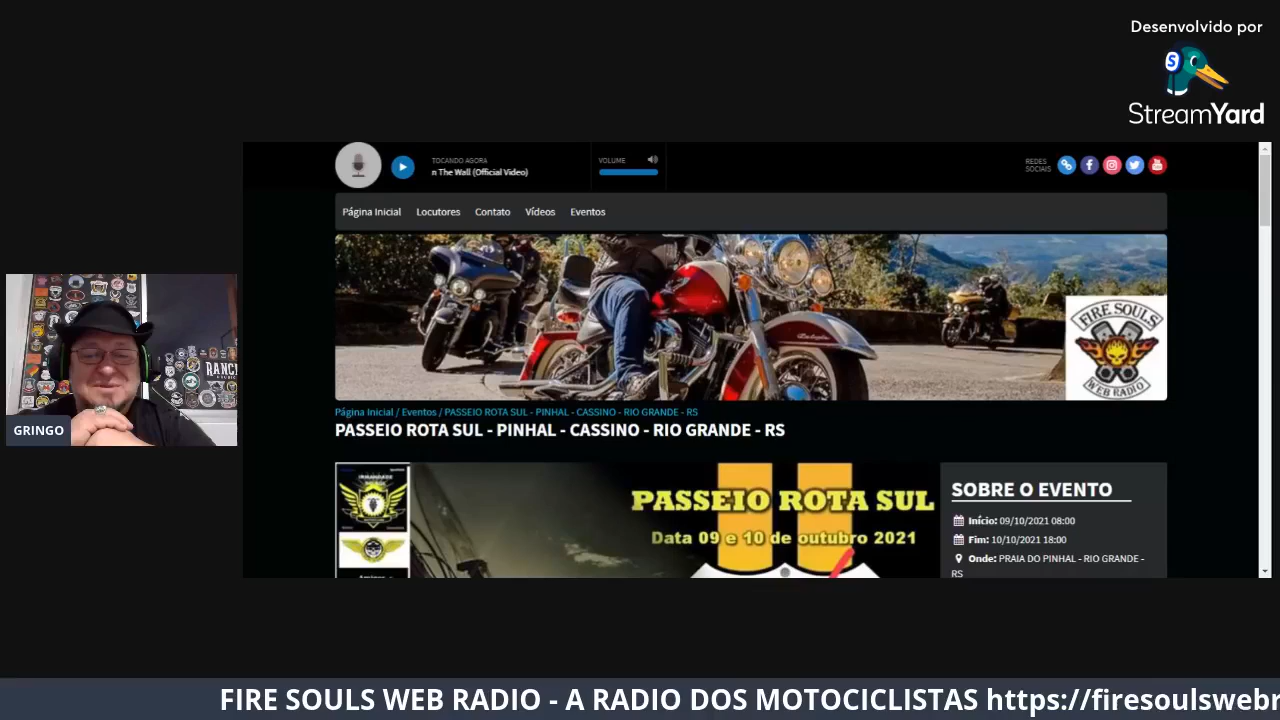 Desenvolvido por
StreamYard
TOCANDO AGORA
n The Wall (Official Video)
VOLUME
REDES
SOCIAIS
Página Inicial Locutores Contato Vídeos Eventos
FIRE SOULS
WEB RADIO
Página Inicial / Eventos / PASSEIO ROTA SUL - PINHAL - CASSINO - RIO GRANDE - RS
PASSEIO ROTA SUL - PINHAL - CASSINO - RIO GRANDE - RS
PASSEIO ROTA SUL
Data 09 e 10 de outubro 2021
SOBRE O EVENTO
Início: 09/10/2021 08:00
Fim: 10/10/2021 18:00
Onde: PRAIA DO PINHAL - RIO GRANDE -
RS
GRINGO
FIRE SOULS WEB RADIO - A RADIO DOS MOTOCICLISTAS https://firesoulswebr